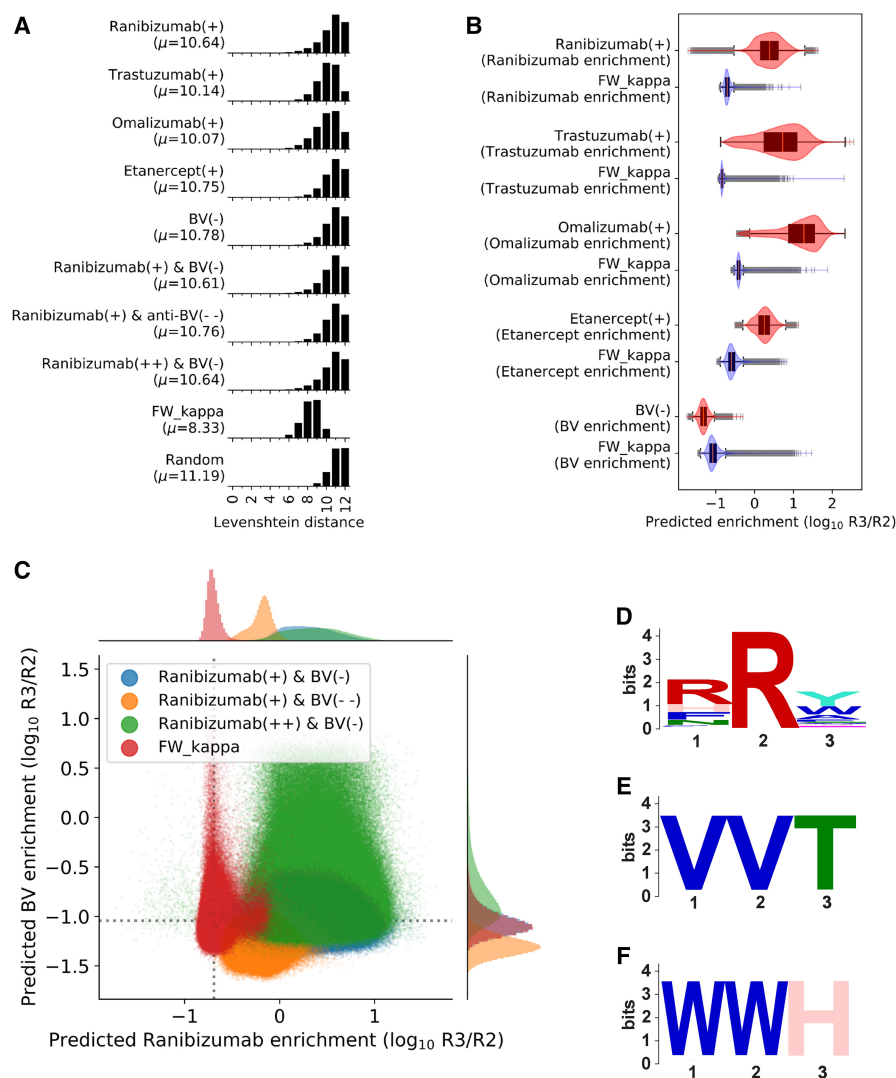 A
Ranibizumab(+)
(μ=10.64)
Trastuzumab(+)
(μ=10.14)
Omalizumab(+)
(μ=10.07)
Etanercept(+)
(μ=10.75)
BV(-)
(μ=10.78)
Ranibizumab(+) & BV(-)
(μ=10.61)
Ranibizumab(+) & anti-BV(- -)
(μ=10.76)
Ranibizumab(++) & BV(-)
(μ=10.64)
FW_kappa
(μ=8.33)
Random
(μ=11.19)
0 2 4 6 8 10 12
Levenshtein distance
B
Ranibizumab(+)
(Ranibizumab enrichment)
FW_kappa
(Ranibizumab enrichment)
Trastuzumab(+)
(Trastuzumab enrichment)
FW_kappa
(Trastuzumab enrichment)
Omalizumab(+)
(Omalizumab enrichment)
FW_kappa
(Omalizumab enrichment)
Etanercept(+)
(Etanercept enrichment)
FW_kappa
(Etanercept enrichment)
BV(-)
(BV enrichment)
FW_kappa
(BV enrichment)
−1 0 1 2
Predicted enrichment (log₁₀ R3/R2)
C
Predicted BV enrichment (log₁₀ R3/R2)
1.5
1.0
0.5
0.0
−0.5
−1.0
−1.5
Ranibizumab(+) & BV(-)
Ranibizumab(+) & BV(- -)
Ranibizumab(++) & BV(-)
FW_kappa
−1 0 1
Predicted Ranibizumab enrichment (log₁₀ R3/R2)
D
bits
4
3
2
1
0
R R Y
W
1 2 3
E
bits
4
3
2
1
0
V V T
1 2 3
F
bits
4
3
2
1
0
W W H
1 2 3